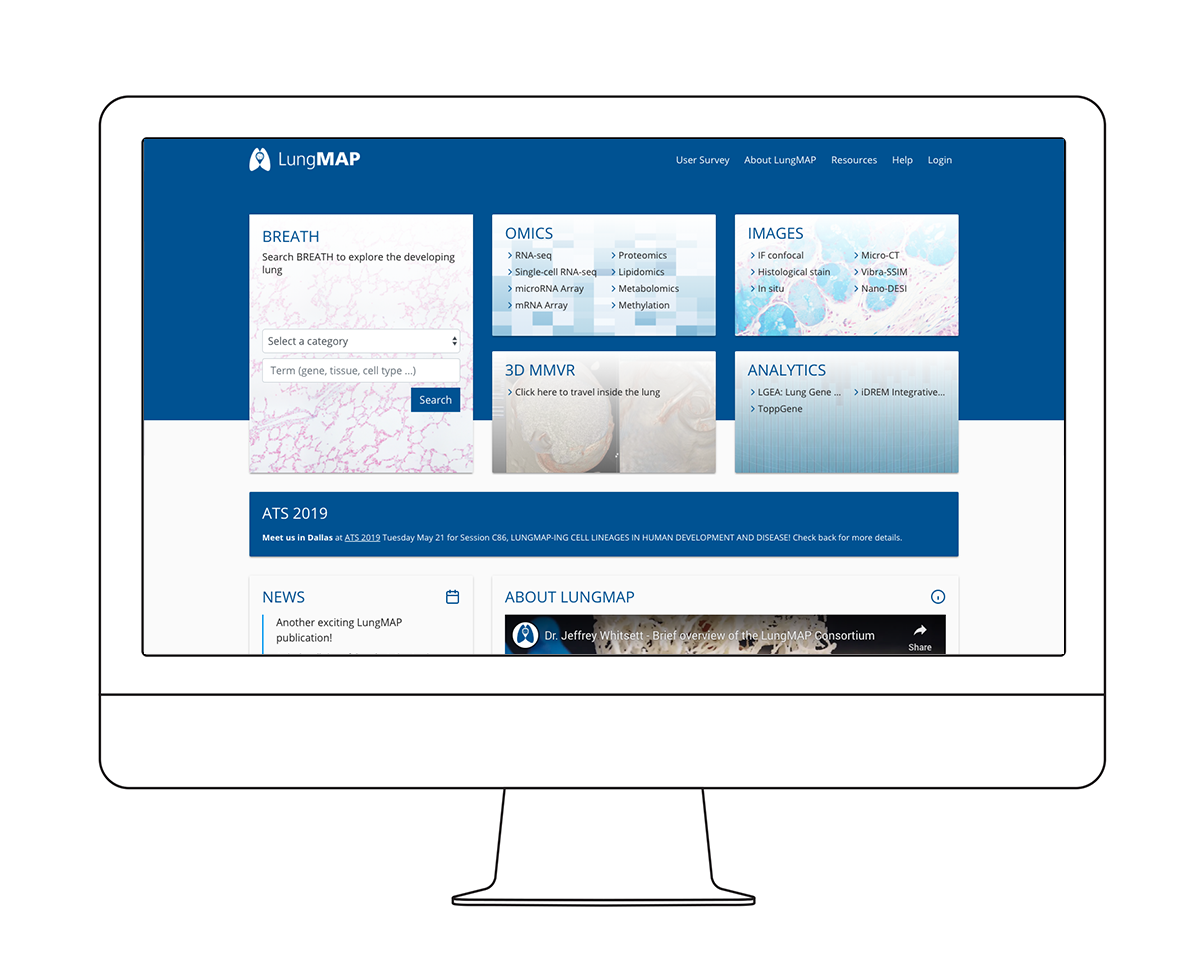 LungMAP
User Survey
About LungMAP
Resources
Help
Login
BREATH
Search BREATH to explore the developing
lung
Select a category
Term (gene, tissue, cell type ...)
Search
OMICS
RNA-seq
Single-cell RNA-seq
microRNA Array
mRNA Array
Proteomics
Lipidomics
Metabolomics
Methylation
IMAGES
IF confocal
Histological stain
In situ
Micro-CT
Vibra-SSIM
Nano-DESI
3D MMVR
Click here to travel inside the lung
ANALYTICS
LGEA: Lung Gene ...
ToppGene
iDREM Integrative...
ATS 2019
Meet us in Dallas at ATS 2019 Tuesday May 21 for Session C86, LUNGMAP-ING CELL LINEAGES IN HUMAN DEVELOPMENT AND DISEASE! Check back for more details.
NEWS
Another exciting LungMAP
publication!
ABOUT LUNGMAP
Dr. Jeffrey Whitsett - Brief overview of the LungMAP Consortium
Share